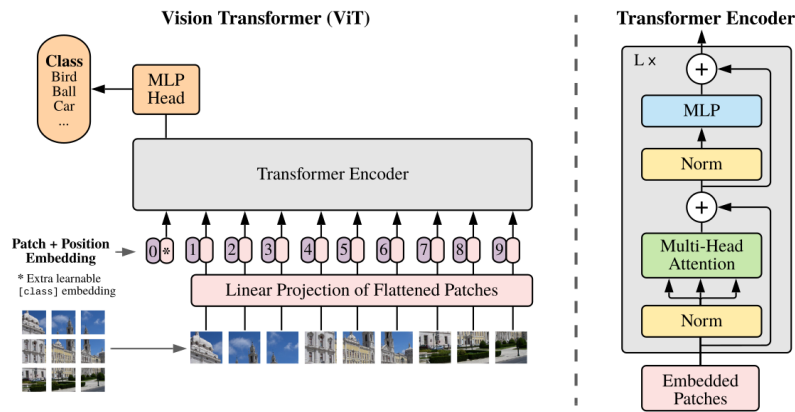 Vision Transformer (ViT)
Class
Bird
Ball
Car
...
MLP
Head
Transformer Encoder
0 * 1 2 3 4 5 6 7 8 9
Patch + Position
Embedding
* Extra learnable
[class] embedding
Linear Projection of Flattened Patches
Transformer Encoder
L ×
+
MLP
Norm
+
Multi-Head
Attention
Norm
Embedded
Patches